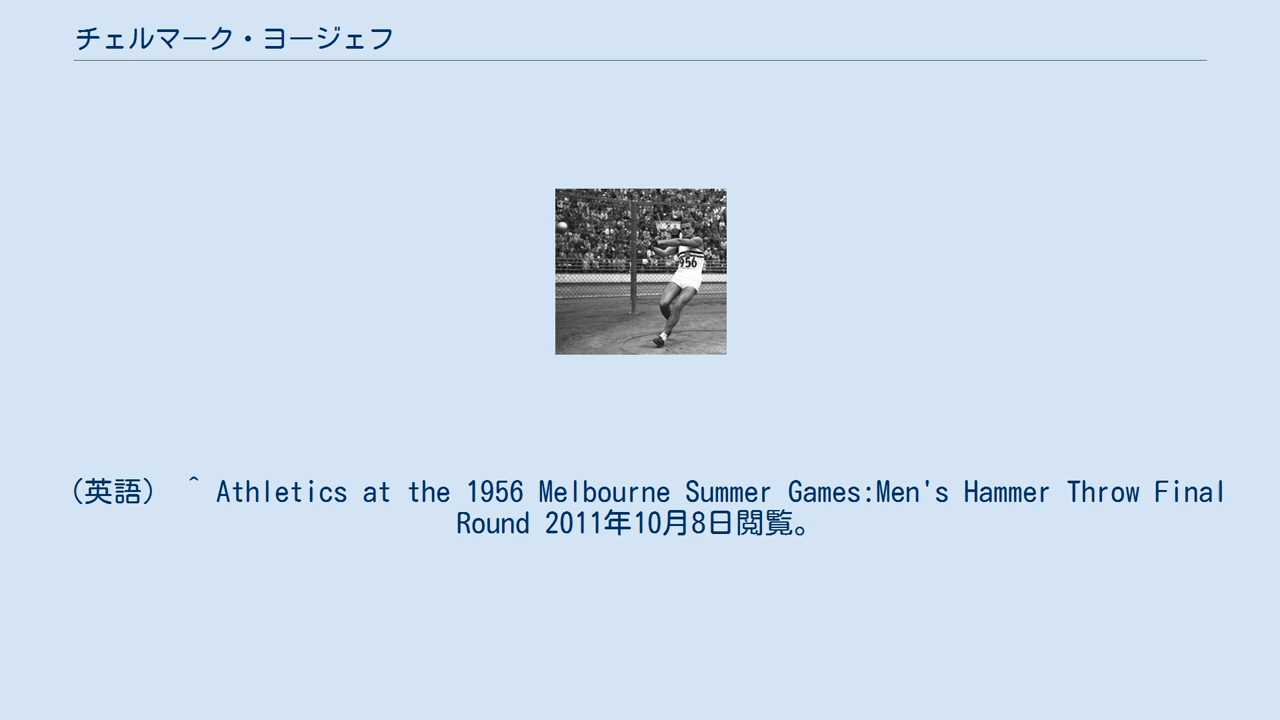 チェルマーク・ヨージェフ
956
（英語） ^ Athletics at the 1956 Melbourne Summer Games:Men's Hammer Throw Final
Round 2011年10月8日閲覧。